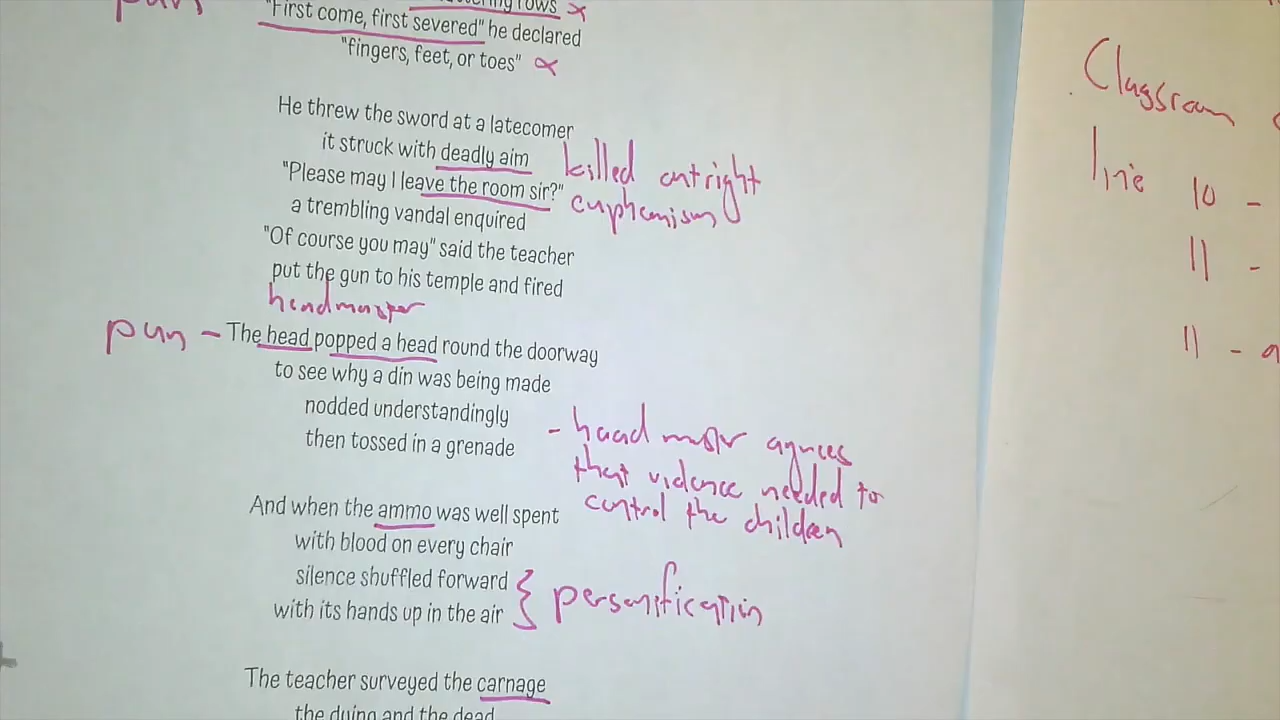 "First come, first severed" he declared
"fingers, feet, or toes"
He threw the sword at a latecomer
it struck with deadly aim killed outright
"Please may I leave the room sir?" euphemism
a trembling vandal enquired
"Of course you may" said the teacher
put the gun to his temple and fired
headmaster
pun - The head popped a head round the doorway
to see why a din was being made
nodded understandingly
then tossed in a grenade
- head master agrees
that violence needed to
control the children
And when the ammo was well spent
with blood on every chair
silence shuffled forward
with its hands up in the air } personification
The teacher surveyed the carnage
the dying and the dead
Classroom
line 10 -
11 -
11 -